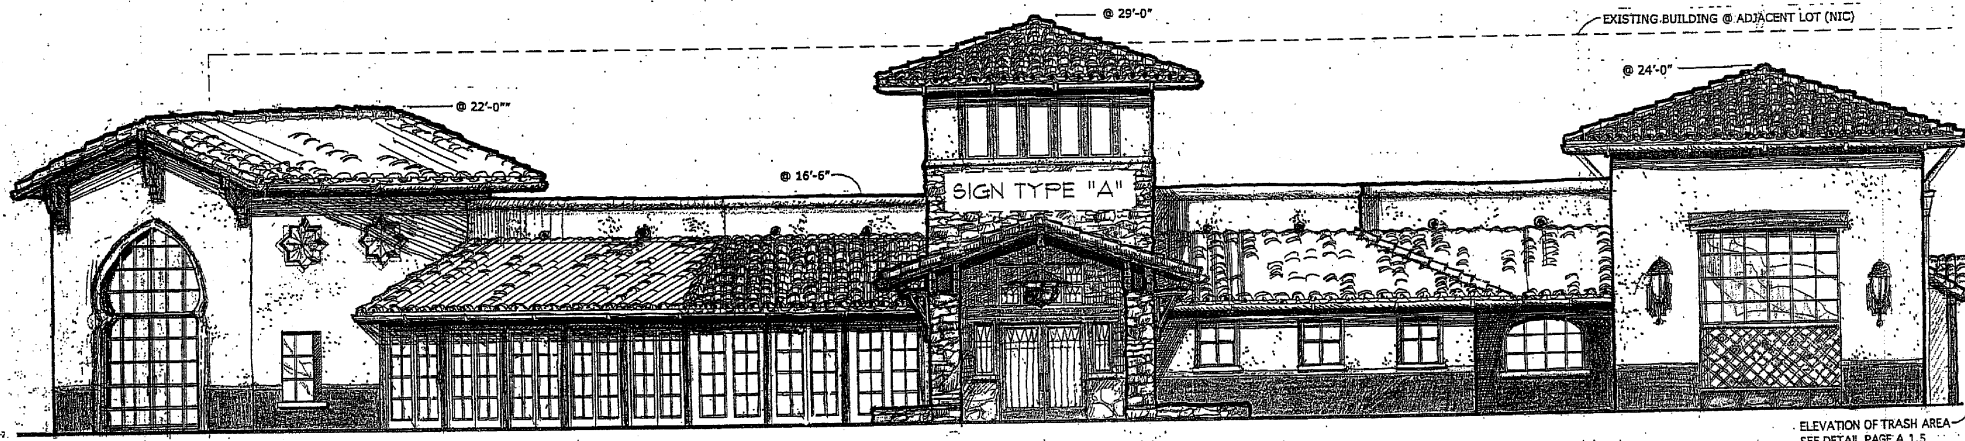 @ 29'-0"
EXISTING BUILDING @ ADJACENT LOT (NIC)
@ 24'-0"
@ 22'-0""
@ 16'-6"
SIGN TYPE "A"
ELEVATION OF TRASH AREA
SEE DETAIL PAGE A.1.5